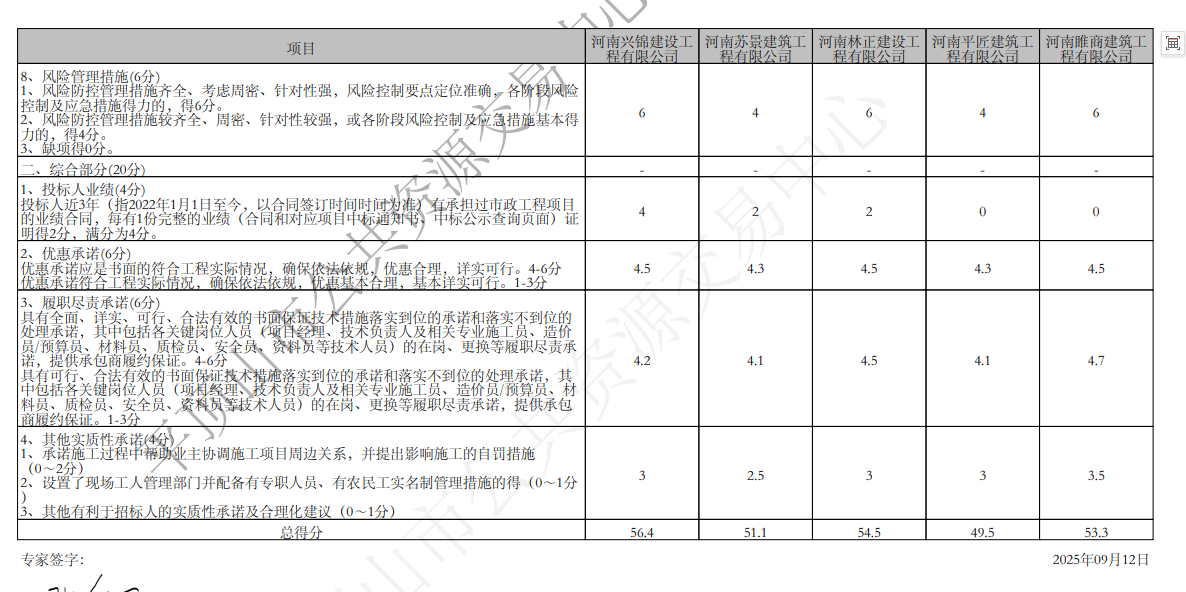 项目
河南兴锦建设工
程有限公司
河南苏景建筑工
程有限公司
河南林正建设工
程有限公司
河南平匠建筑工
程有限公司
河南睢商建筑工
程有限公司
8、风险管理措施(6分)
1、风险防控管理措施齐全、考虑周密、针对性强，风险控制要点定位准确，各阶段风险
控制及应急措施得力的，得6分。
2、风险防控管理措施较齐全、周密、针对性较强，或各阶段风险控制及应急措施基本得
力的，得4分。
3、缺项得0分。
6 4 6 4 6
二、综合部分(20分)
- - - - -
1、投标人业绩(4分)
投标人近3年（指2022年1月1日至今，以合同签订时间时间为准）有承担过市政工程项目
的业绩合同，每有1份完整的业绩（合同和对应项目中标通知书、中标公示查询页面）证
明得2分，满分为4分。
4 2 2 0 0
2、优惠承诺(6分)
优惠承诺应是书面的符合工程实际情况，确保依法依规，优惠合理，详实可行。4-6分
优惠承诺符合工程实际情况，确保依法依规，优惠基本合理，基本详实可行。1-3分
4.5 4.3 4.5 4.3 4.5
3、履职尽责承诺(6分)
具有全面、详实、可行、合法有效的书面保证技术措施落实到位的承诺和落实不到位的
处理承诺，其中包括各关键岗位人员（项目经理、技术负责人及相关专业施工员、造价
员/预算员、材料员、质检员、安全员、资料员等技术人员）的在岗、更换等履职尽责承
诺，提供承包商履约保证。4-6分
具有可行、合法有效的书面保证技术措施落实到位的承诺和落实不到位的处理承诺，其
中包括各关键岗位人员（项目经理、技术负责人及相关专业施工员、造价员/预算员、材
料员、质检员、安全员、资料员等技术人员）的在岗、更换等履职尽责承诺，提供承包
商履约保证。1-3分
4.2 4.1 4.5 4.1 4.7
4、其他实质性承诺(4分)
1、承诺施工过程中帮助业主协调施工项目周边关系，并提出影响施工的自罚措施
（0～2分）
2、设置了现场工人管理部门并配备有专职人员、有农民工实名制管理措施的得（0～1分
）
3、其他有利于招标人的实质性承诺及合理化建议（0～1分）
3 2.5 3 3 3.5
总得分
56.4 51.1 54.5 49.5 53.3
专家签字：
2025年09月12日
平顶山市公共资源交易中心
山市公共资源交易中心